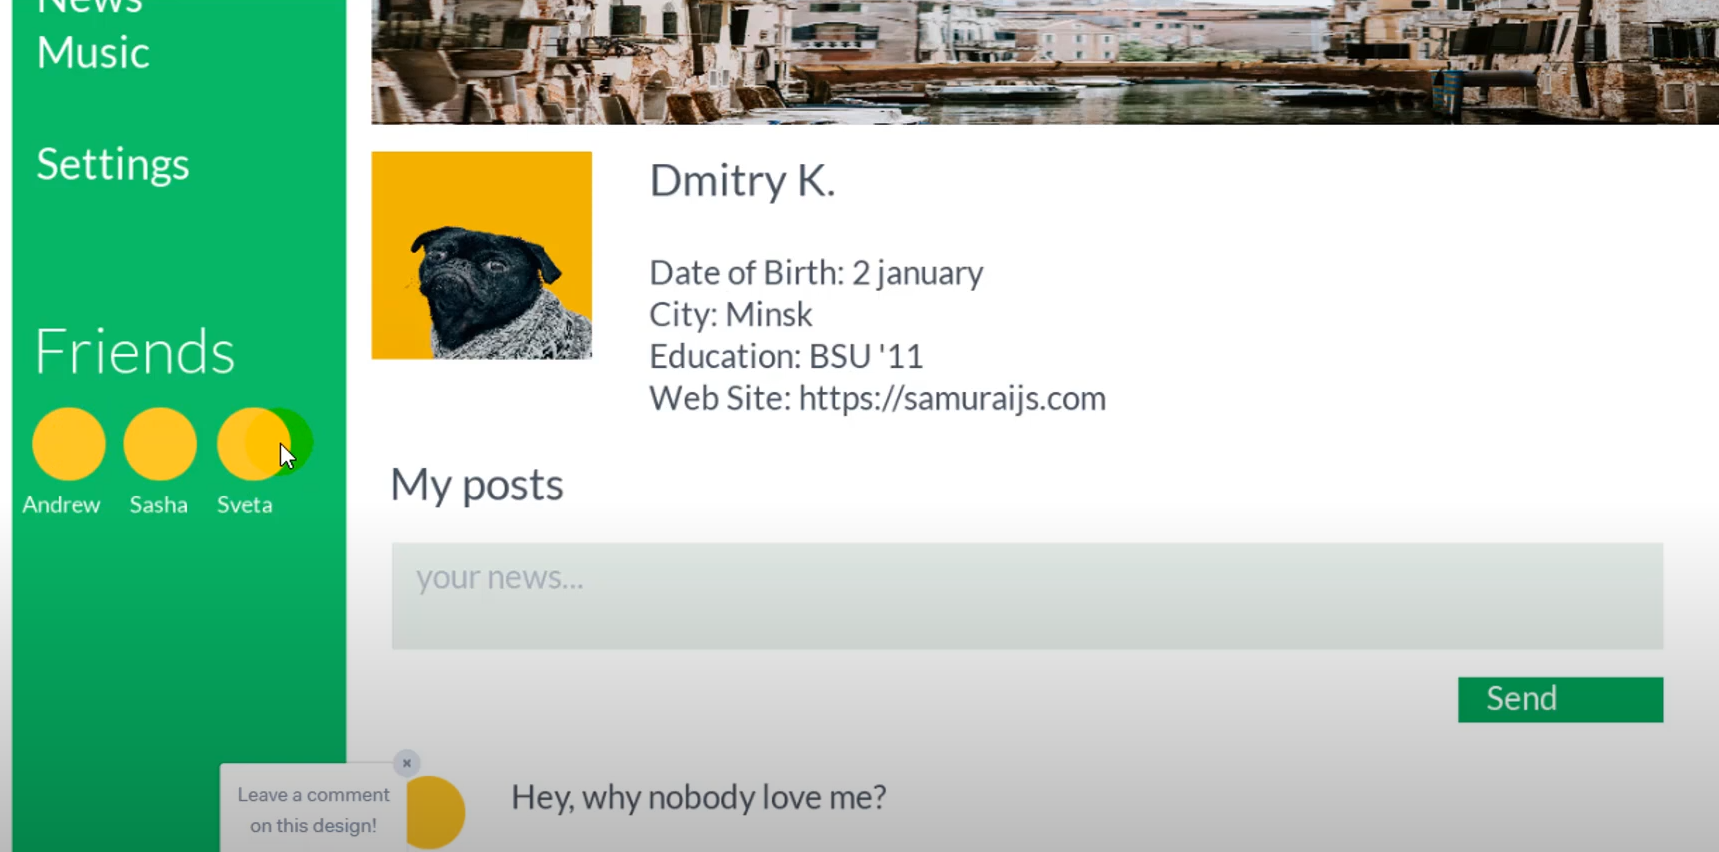 News
Music
Settings
Friends
Andrew Sasha Sveta
Dmitry K.
Date of Birth: 2 january
City: Minsk
Education: BSU '11
Web Site: https://samuraijs.com
My posts
your news...
Send
Hey, why nobody love me?
Leave a comment
on this design!